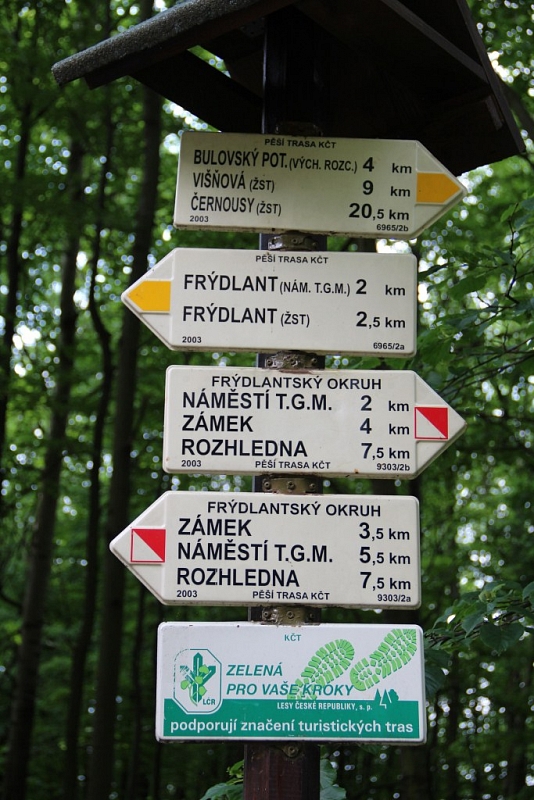 PĚŠÍ TRASA KČT
BULOVSKÝ POT.(VÝCH. ROZC.) 4 km
VIŠŇOVÁ (ŽST) 9 km
ČERNOUSY (ŽST) 20,5 km
2003 6965/2b
PĚŠÍ TRASA KČT
FRÝDLANT (NÁM. T.G.M.) 2 km
FRÝDLANT (ŽST) 2,5 km
2003 6965/2a
FRÝDLANTSKÝ OKRUH
NÁMĚSTÍ T.G.M. 2 km
ZÁMEK 4 km
ROZHLEDNA 7,5 km
2003 PĚŠÍ TRASA KČT 9303/2b
FRÝDLANTSKÝ OKRUH
ZÁMEK 3,5 km
NÁMĚSTÍ T.G.M. 5,5 km
ROZHLEDNA 7,5 km
2003 PĚŠÍ TRASA KČT 9303/2a
KČT
ZELENÁ
PRO VAŠE KROKY
LČR
LESY ČESKÉ REPUBLIKY, s. p.
podporují značení turistických tras